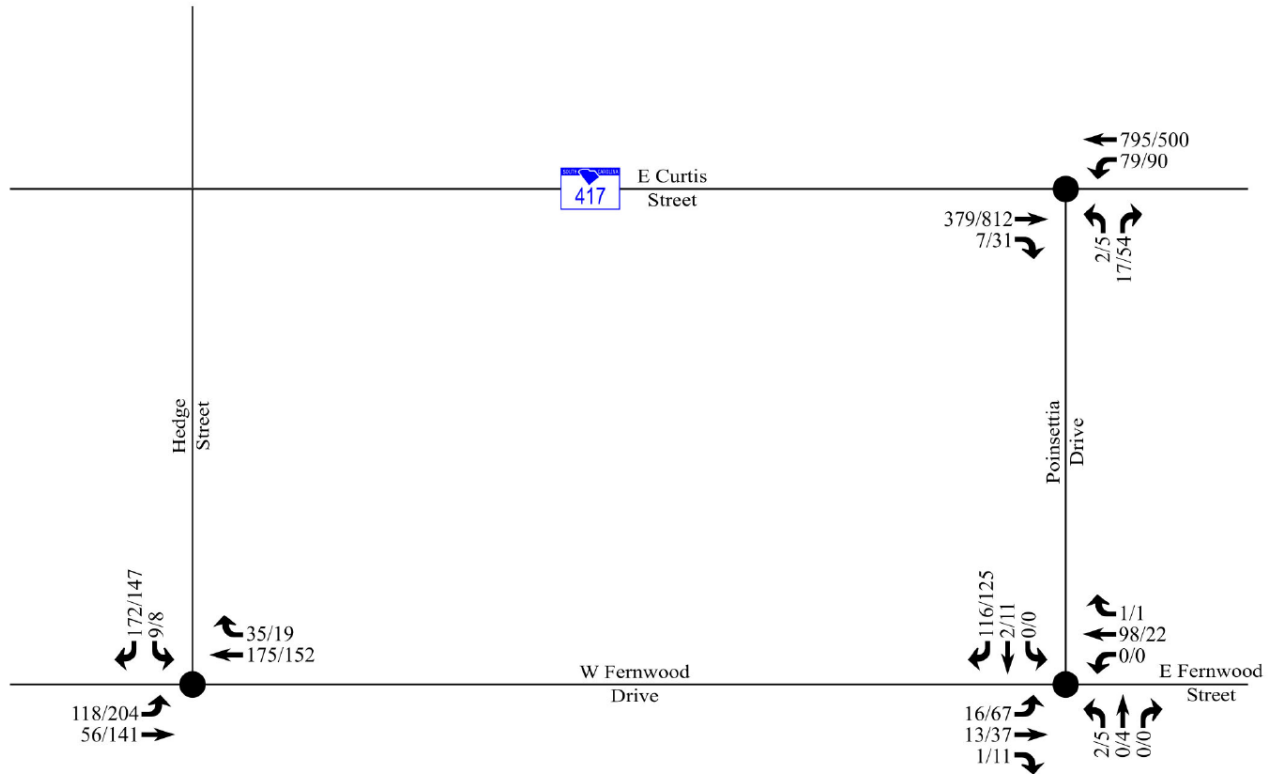 795/500
79/90
SOUTH CAROLINA
417
E Curtis
Street
379/812
7/31
2/5
17/54
Hedge
Street
Poinsettia
Drive
172/147
9/8
35/19
175/152
116/125
2/11
0/0
1/1
98/22
0/0
W Fernwood
Drive
E Fernwood
Street
118/204
56/141
16/67
13/37
1/11
2/5
0/4
0/0